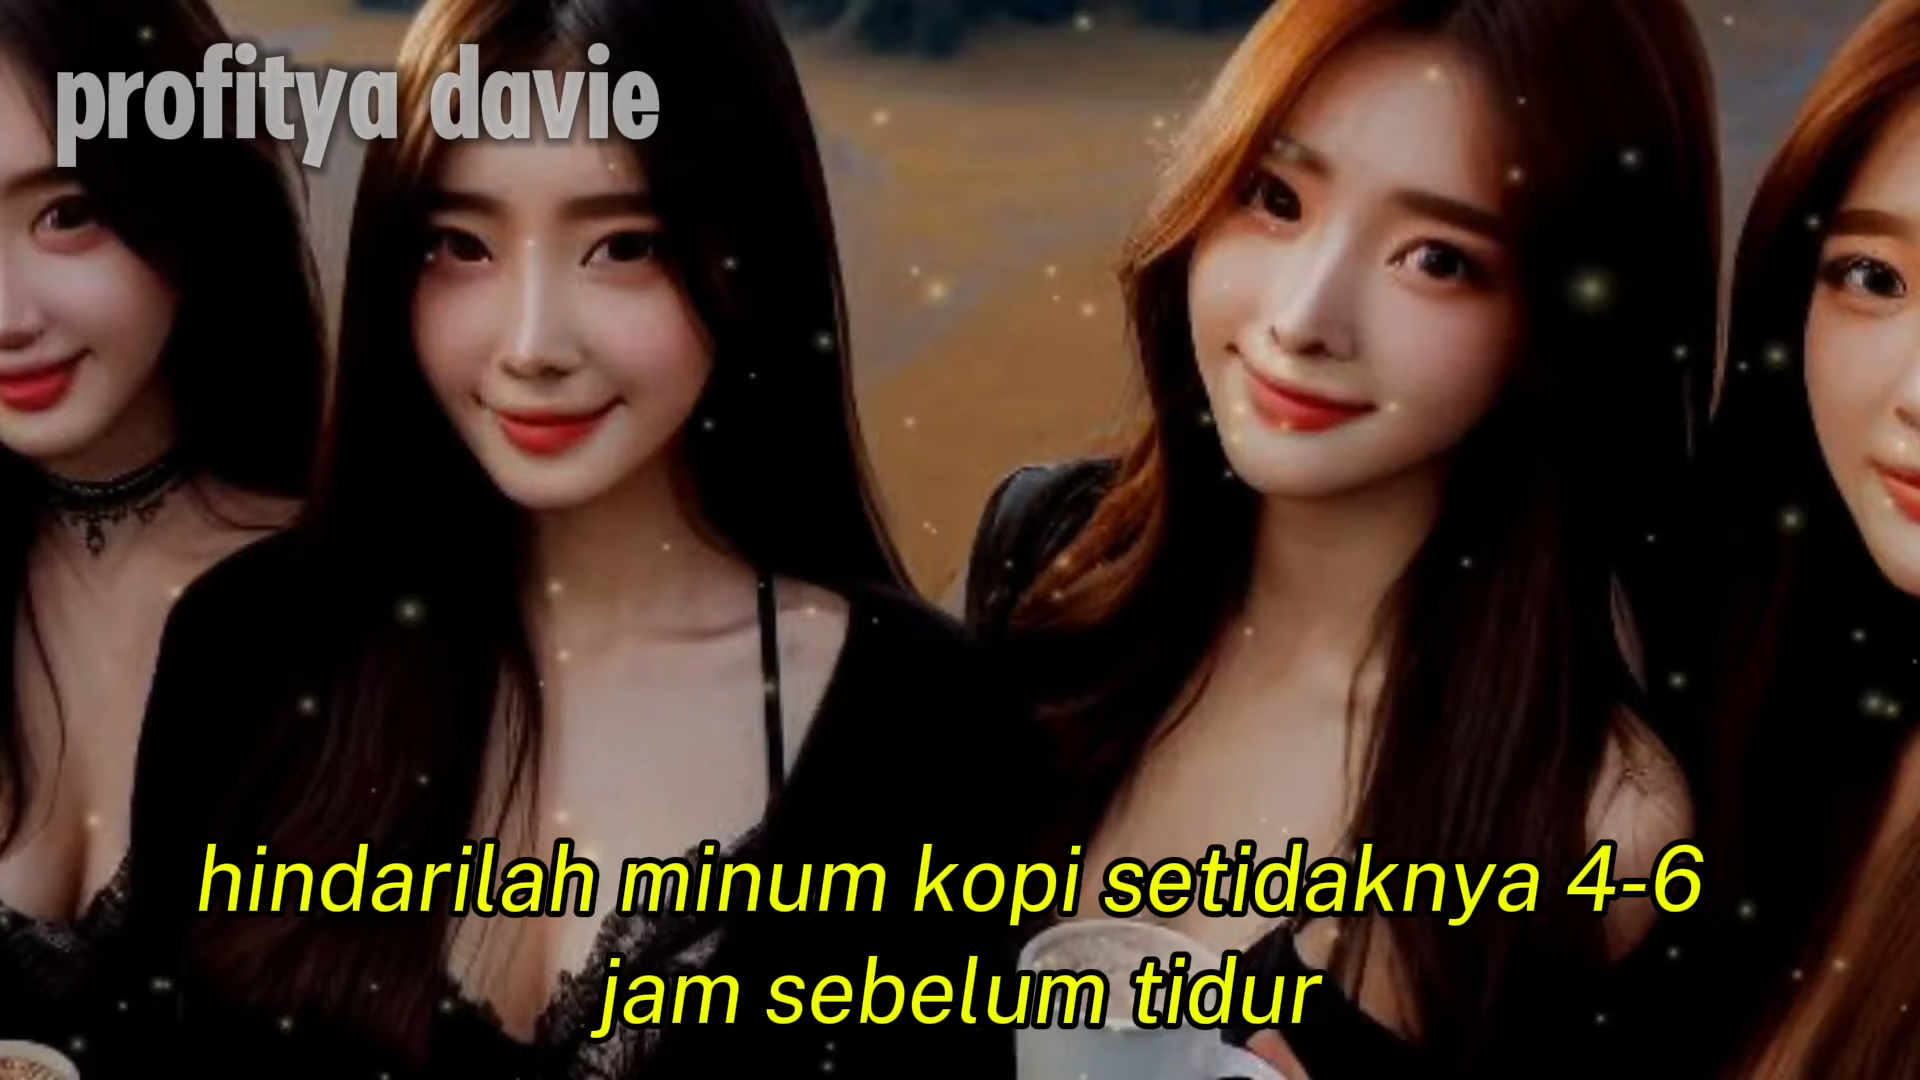 profitya davie
hindarilah minum kopi setidaknya 4-6
jam sebelum tidur